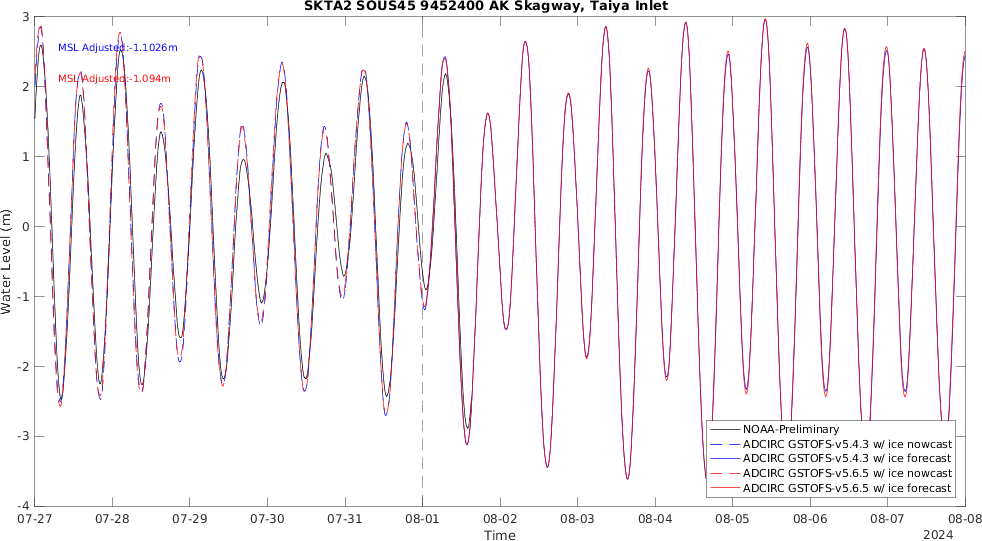 SKTA2 SOUS45 9452400 AK Skagway, Taiya Inlet
MSL Adjusted:-1.1026m
MSL Adjusted:-1.094m
Water Level (m)
3
2
1
0
-1
-2
-3
-4
NOAA-Preliminary
ADCIRC GSTOFS-v5.4.3 w/ ice nowcast
ADCIRC GSTOFS-v5.4.3 w/ ice forecast
ADCIRC GSTOFS-v5.6.5 w/ ice nowcast
ADCIRC GSTOFS-v5.6.5 w/ ice forecast
07-27 07-28 07-29 07-30 07-31 08-01 08-02 08-03 08-04 08-05 08-06 08-07 08-08
Time
2024